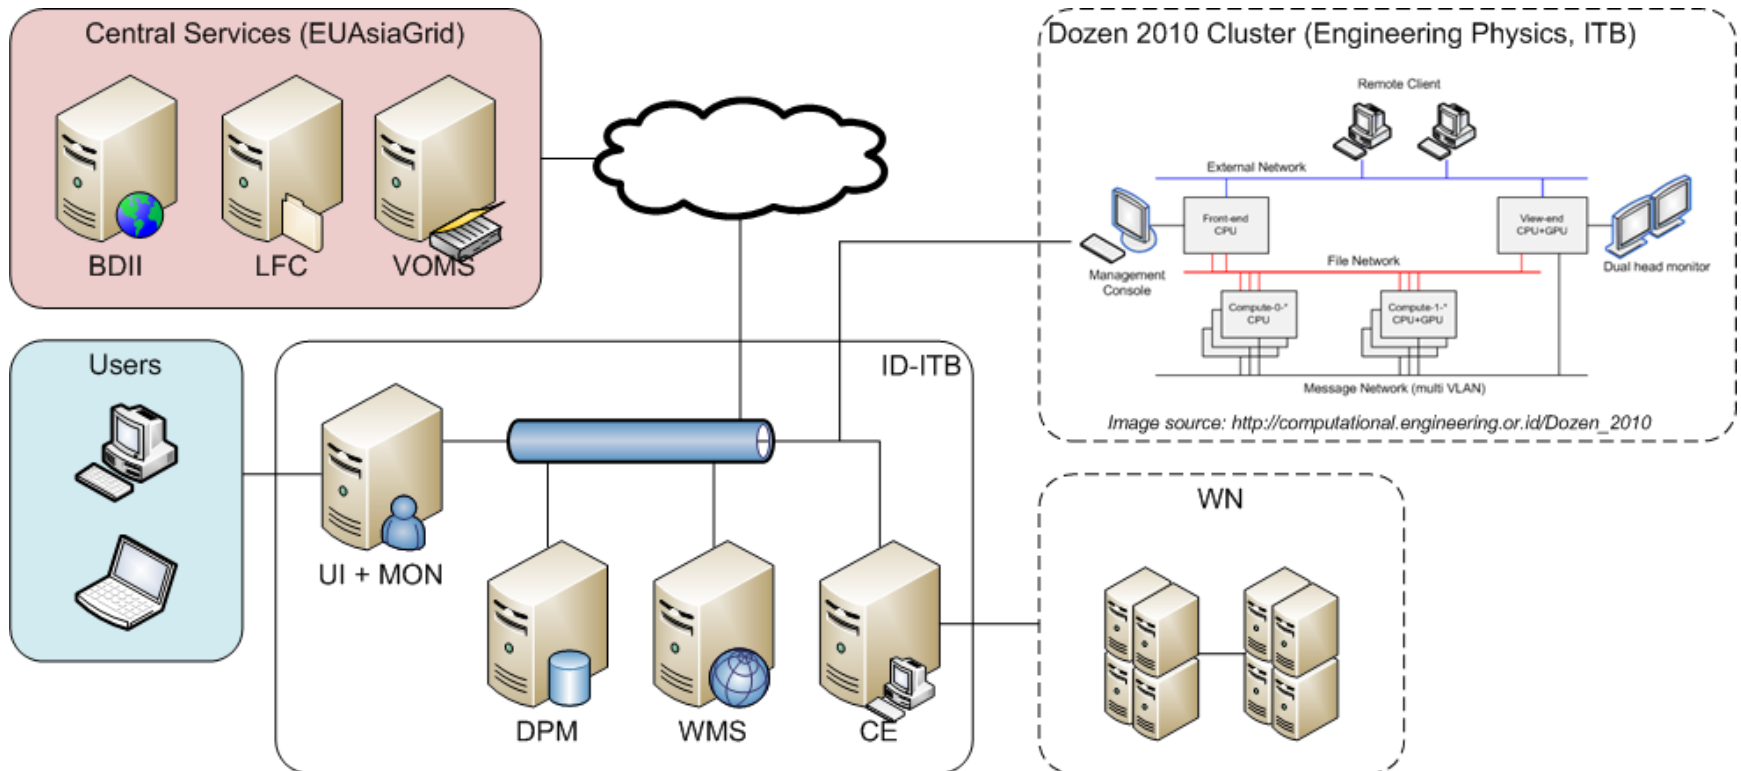 Central Services (EUAsiaGrid)
BDII
LFC
VOMS
Dozen 2010 Cluster (Engineering Physics, ITB)
Remote Client
External Network
Front-end
CPU
View-end
CPU+GPU
Management
Console
File Network
Dual head monitor
Compute-0-*
CPU
Compute-1-*
CPU+GPU
Message Network (multi VLAN)
Image source: http://computational.engineering.or.id/Dozen_2010
Users
ID-ITB
UI + MON
DPM
WMS
CE
WN